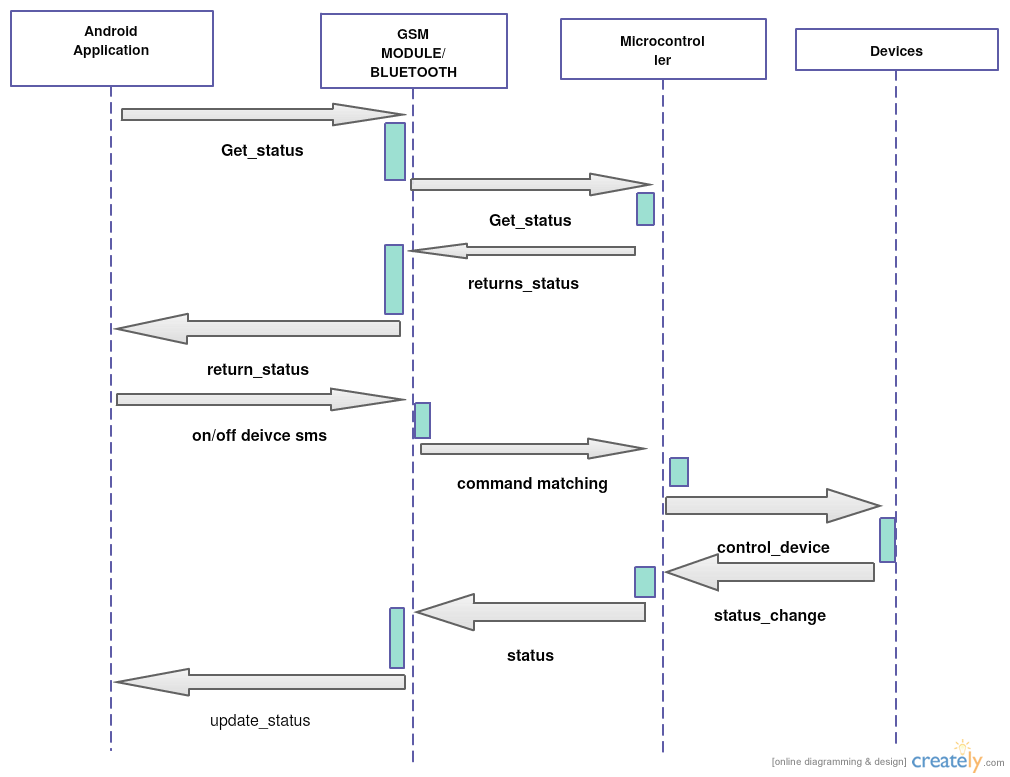 Android
Application
GSM
MODULE/
BLUETOOTH
Microcontrol
ler
Devices
Get_status
Get_status
returns_status
return_status
on/off deivce sms
command matching
control_device
status_change
status
update_status
[online diagramming & design] creately.com